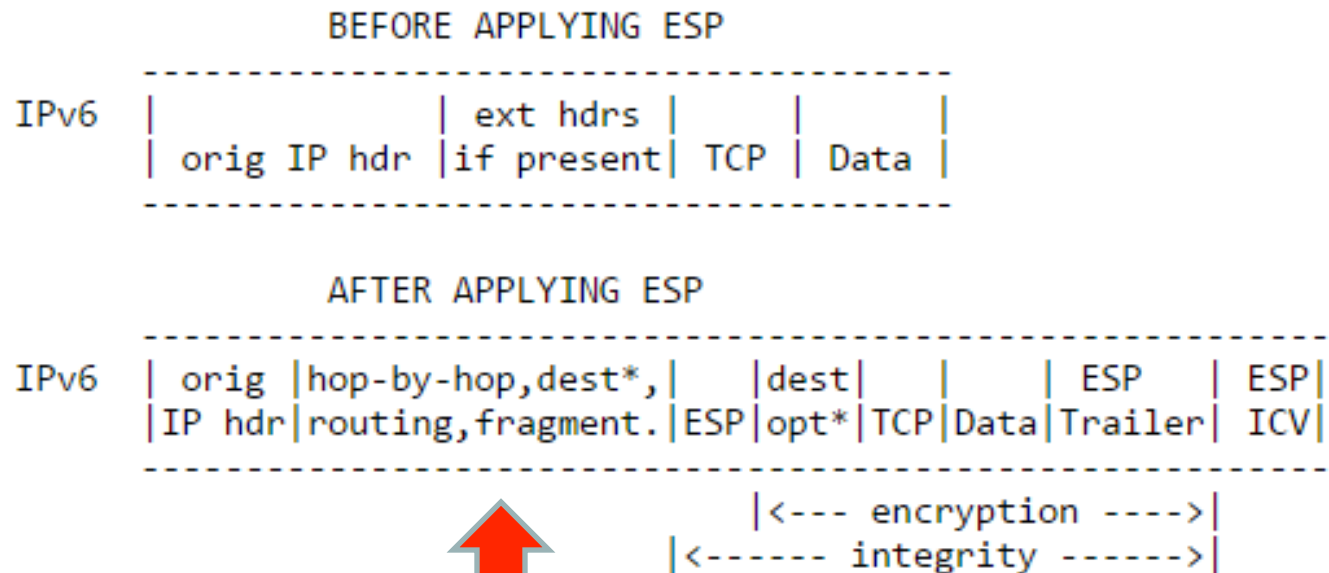 BEFORE APPLYING ESP
---------------------------------------
IPv6 | | ext hdrs | | |
| orig IP hdr |if present| TCP | Data |
---------------------------------------
AFTER APPLYING ESP
---------------------------------------------------------
IPv6 | orig |hop-by-hop,dest*,| |dest| | | ESP | ESP|
|IP hdr|routing,fragment.|ESP|opt*|TCP|Data|Trailer| ICV|
---------------------------------------------------------
|<--- encryption ---->|
|<------ integrity ------>|